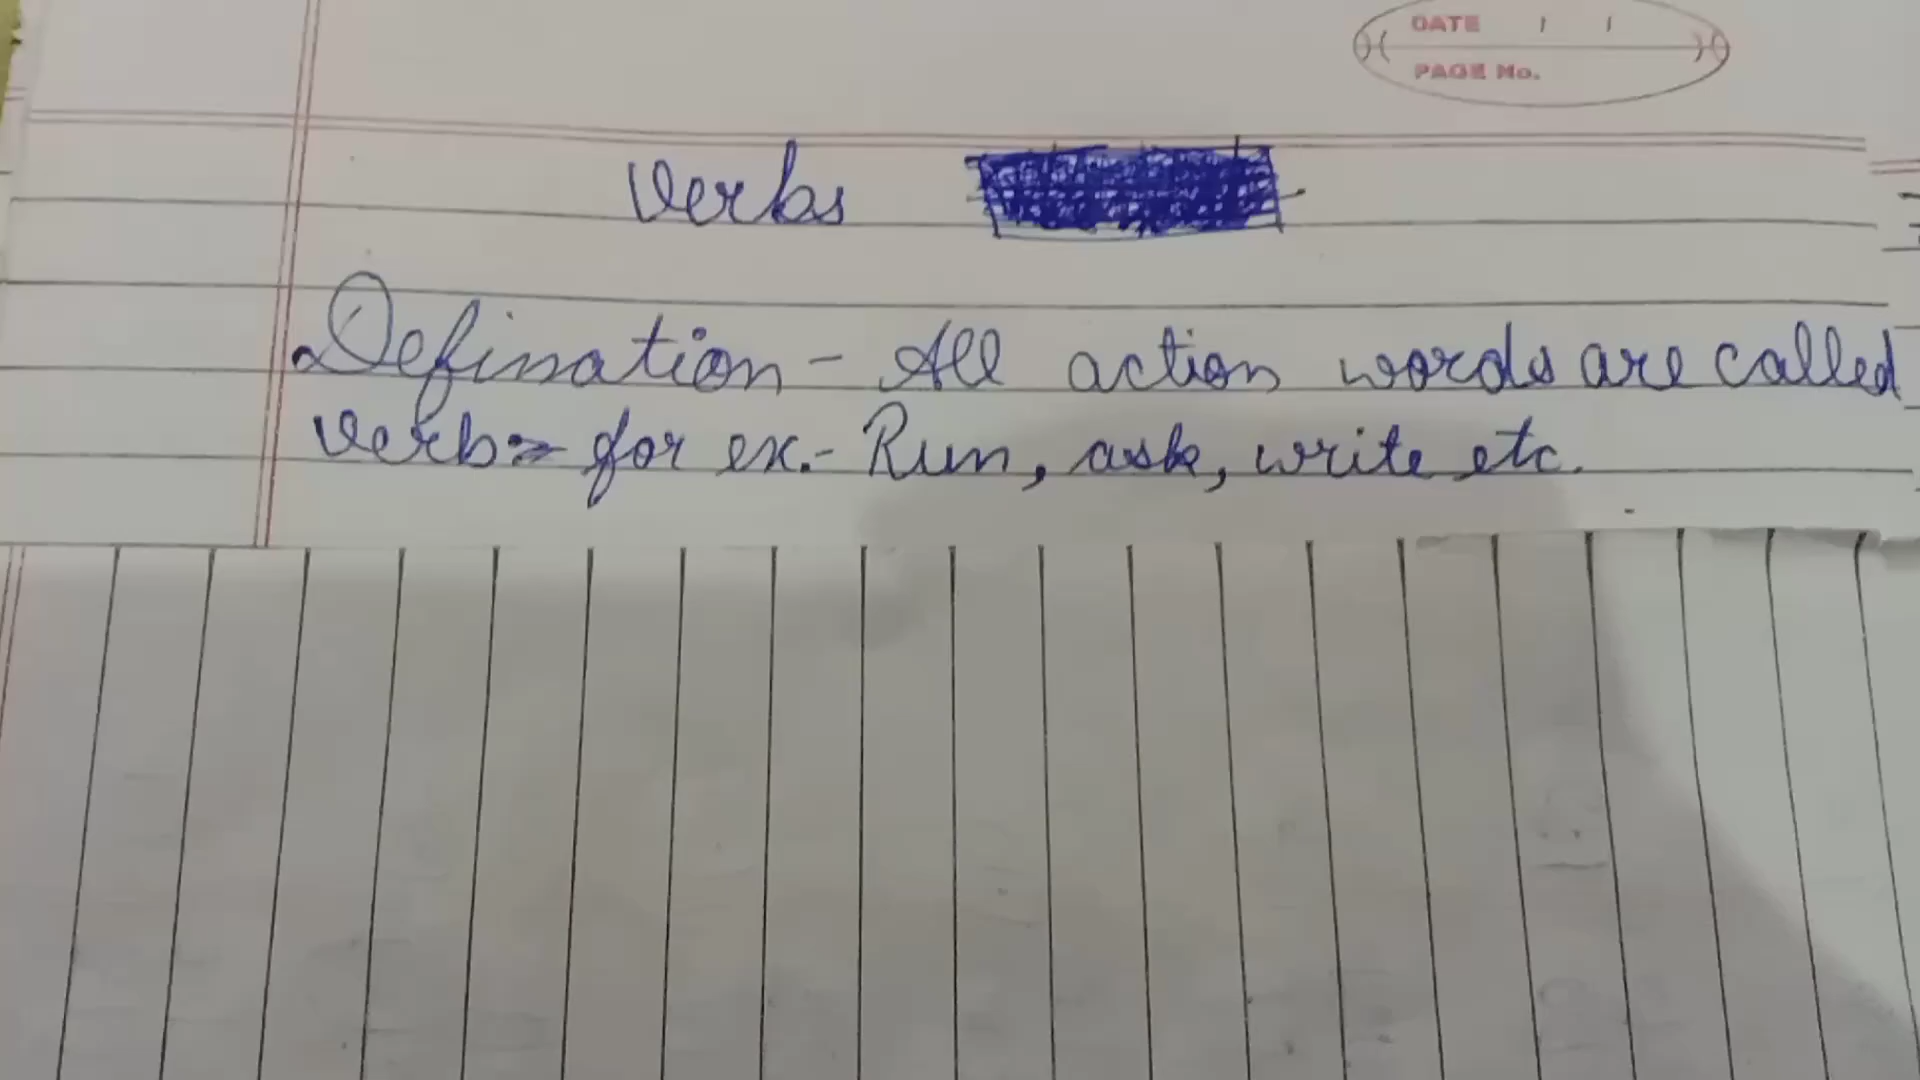 DATE / /
PAGE No.
Verbs
Defination - All action words are called
verbs- for ex.- Run, ask, write etc.